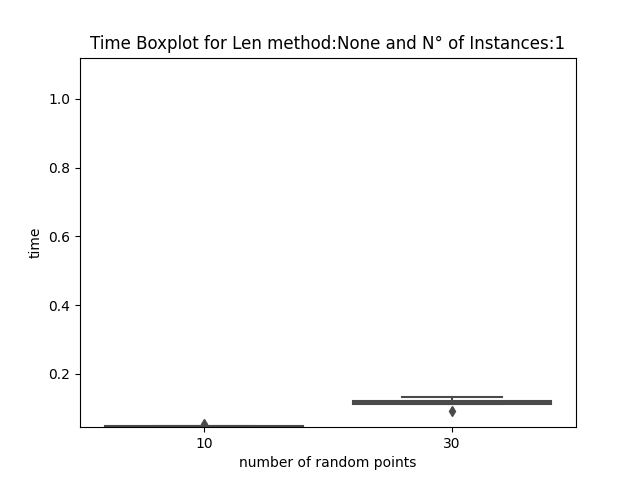 Time Boxplot for Len method:None and N° of Instances:1
1.0
0.8
0.6
0.4
0.2
time
10 30
number of random points